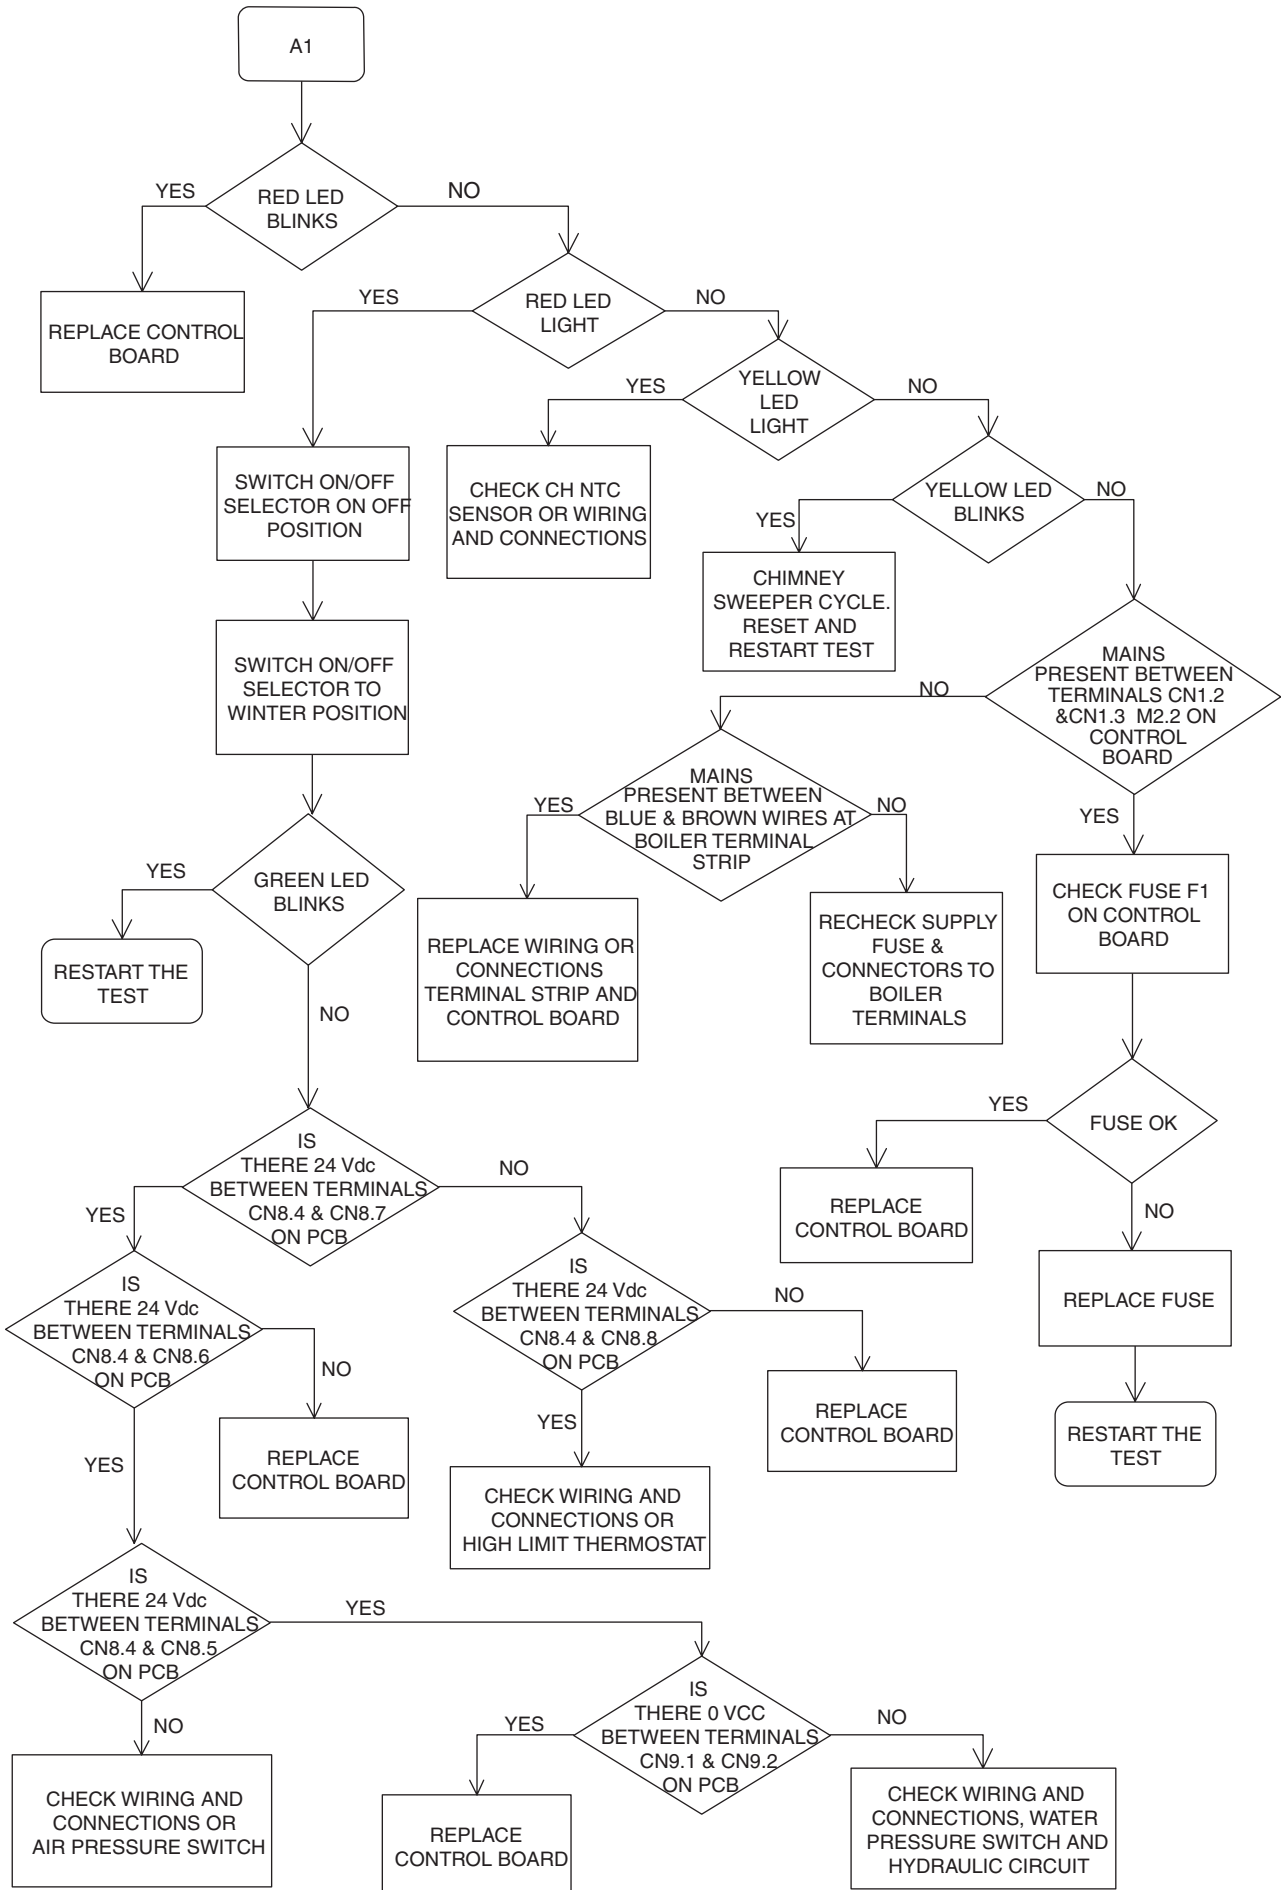 A1
RED LED
BLINKS
YES
NO
REPLACE CONTROL
BOARD
RED LED
LIGHT
YES
NO
YELLOW
LED
LIGHT
YES
NO
SWITCH ON/OFF
SELECTOR ON OFF
POSITION
CHECK CH NTC
SENSOR OR WIRING
AND CONNECTIONS
YELLOW LED
BLINKS
YES
NO
CHIMNEY
SWEEPER CYCLE.
RESET AND
RESTART TEST
SWITCH ON/OFF
SELECTOR TO
WINTER POSITION
MAINS
PRESENT BETWEEN
TERMINALS CN1.2
&CN1.3 M2.2 ON
CONTROL
BOARD
NO
YES
MAINS
PRESENT BETWEEN
BLUE & BROWN WIRES AT
BOILER TERMINAL
STRIP
YES
NO
GREEN LED
BLINKS
YES
NO
RESTART THE
TEST
REPLACE WIRING OR
CONNECTIONS
TERMINAL STRIP AND
CONTROL BOARD
RECHECK SUPPLY
FUSE &
CONNECTORS TO
BOILER
TERMINALS
CHECK FUSE F1
ON CONTROL
BOARD
FUSE OK
YES
NO
REPLACE
CONTROL BOARD
REPLACE FUSE
RESTART THE
TEST
IS
THERE 24 Vdc
BETWEEN TERMINALS
CN8.4 & CN8.7
ON PCB
YES
NO
IS
THERE 24 Vdc
BETWEEN TERMINALS
CN8.4 & CN8.6
ON PCB
NO
YES
REPLACE
CONTROL BOARD
IS
THERE 24 Vdc
BETWEEN TERMINALS
CN8.4 & CN8.8
ON PCB
NO
YES
REPLACE
CONTROL BOARD
CHECK WIRING AND
CONNECTIONS OR
HIGH LIMIT THERMOSTAT
IS
THERE 24 Vdc
BETWEEN TERMINALS
CN8.4 & CN8.5
ON PCB
YES
NO
CHECK WIRING AND
CONNECTIONS OR
AIR PRESSURE SWITCH
IS
THERE 0 VCC
BETWEEN TERMINALS
CN9.1 & CN9.2
ON PCB
YES
NO
REPLACE
CONTROL BOARD
CHECK WIRING AND
CONNECTIONS, WATER
PRESSURE SWITCH AND
HYDRAULIC CIRCUIT